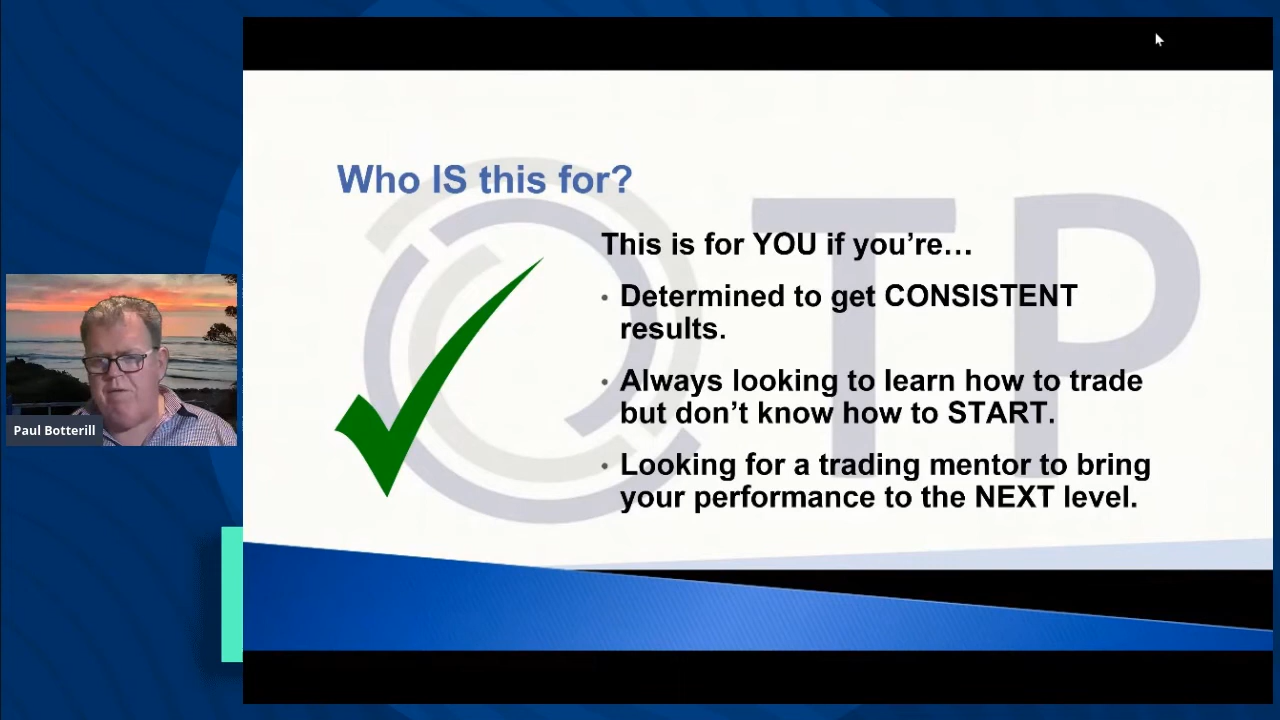 Who IS this for?
This is for YOU if you’re…
• Determined to get CONSISTENT
results.
• Always looking to learn how to trade
but don’t know how to START.
• Looking for a trading mentor to bring
your performance to the NEXT level.
TP
Paul Botterill